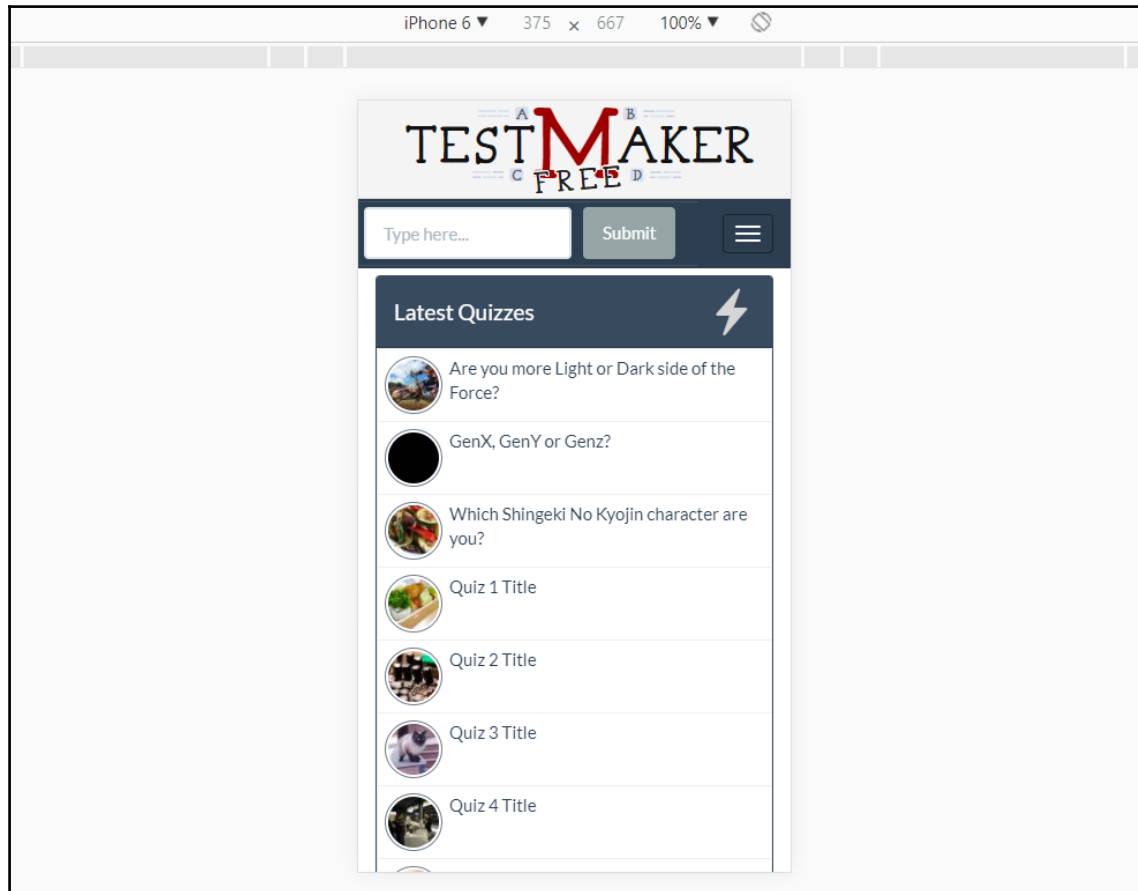 iPhone 6 ▼ 375 × 667 100% ▼
A B
TESTMAKER
C FREE D
Type here... Submit
Latest Quizzes
Are you more Light or Dark side of the
Force?
GenX, GenY or Genz?
Which Shingeki No Kyojin character are
you?
Quiz 1 Title
Quiz 2 Title
Quiz 3 Title
Quiz 4 Title